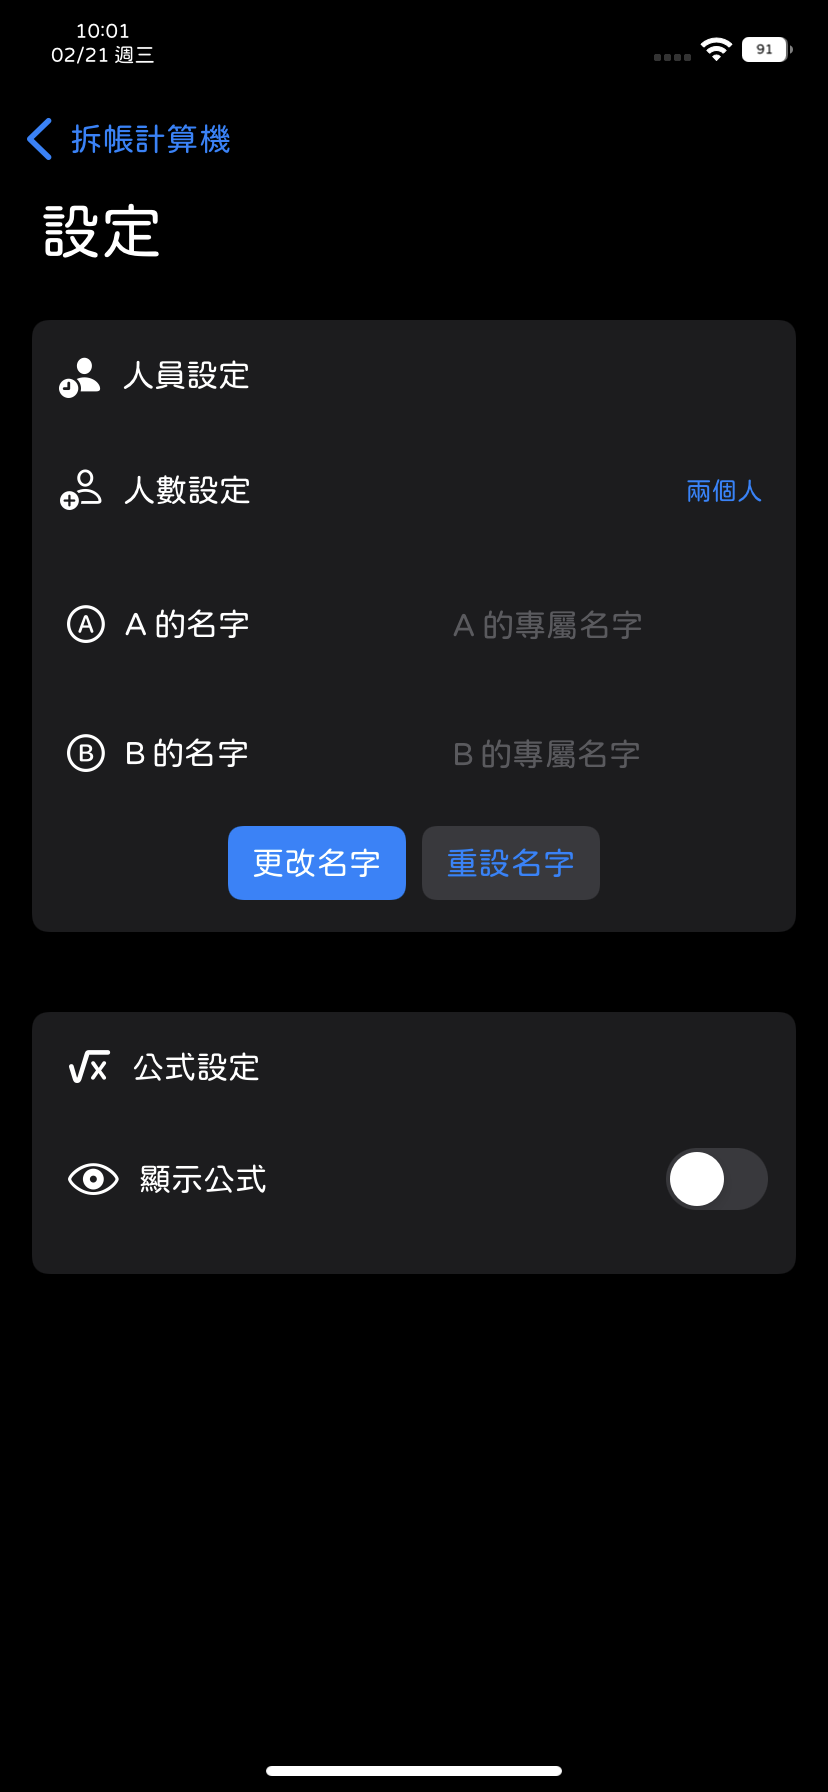 10:01
02/21 週三
91
拆帳計算機
設定
人員設定
人數設定 兩個人
A A 的名字 A 的專屬名字
B B 的名字 B 的專屬名字
更改名字 重設名字
√x 公式設定
顯示公式